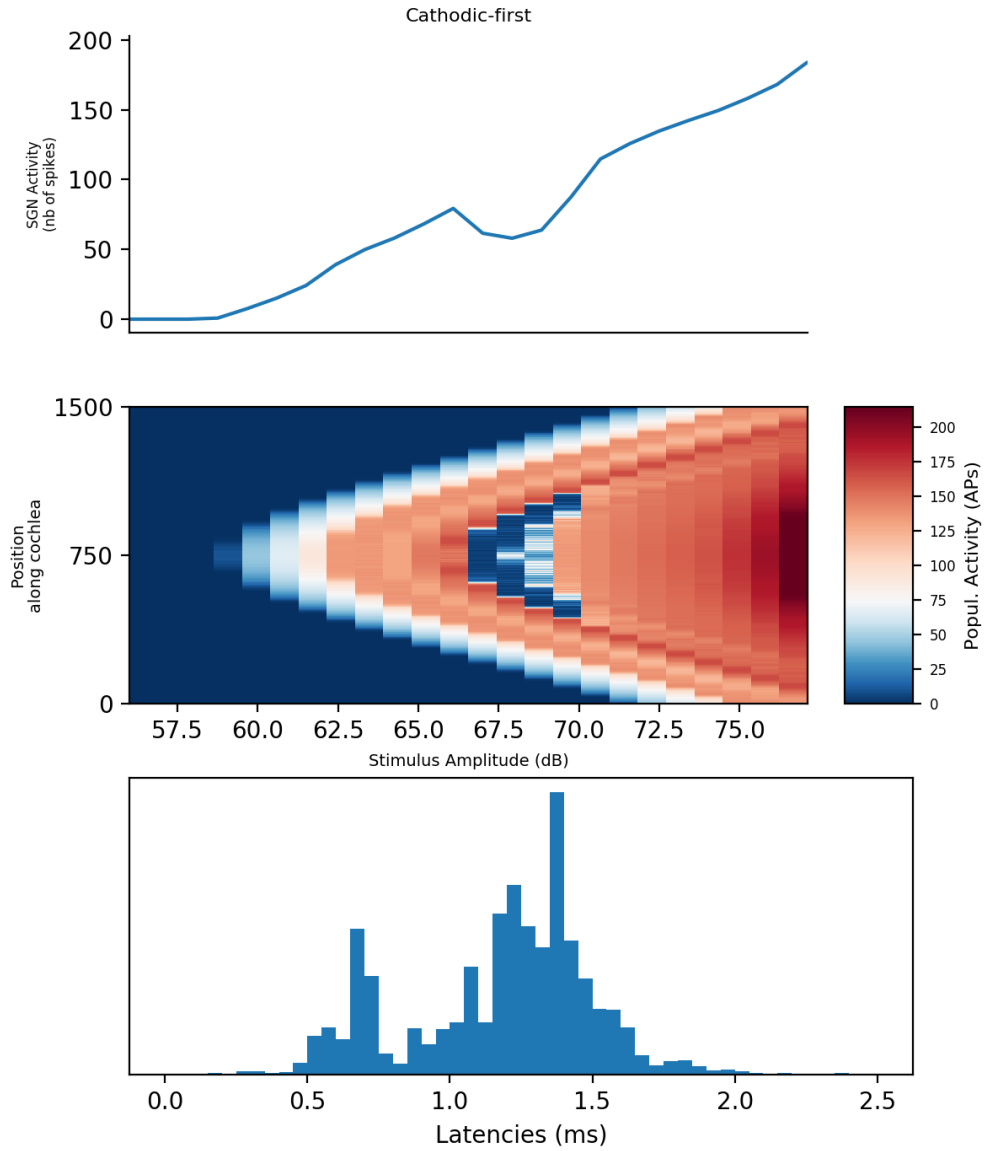 Cathodic-first
200
150
100
50
0
SGN Activity
(nb of spikes)
1500
750
0
Position
along cochlea
57.5 60.0 62.5 65.0 67.5 70.0 72.5 75.0
Stimulus Amplitude (dB)
200
175
150
125
100
75
50
25
0
Popul. Activity (APs)
0.0 0.5 1.0 1.5 2.0 2.5
Latencies (ms)